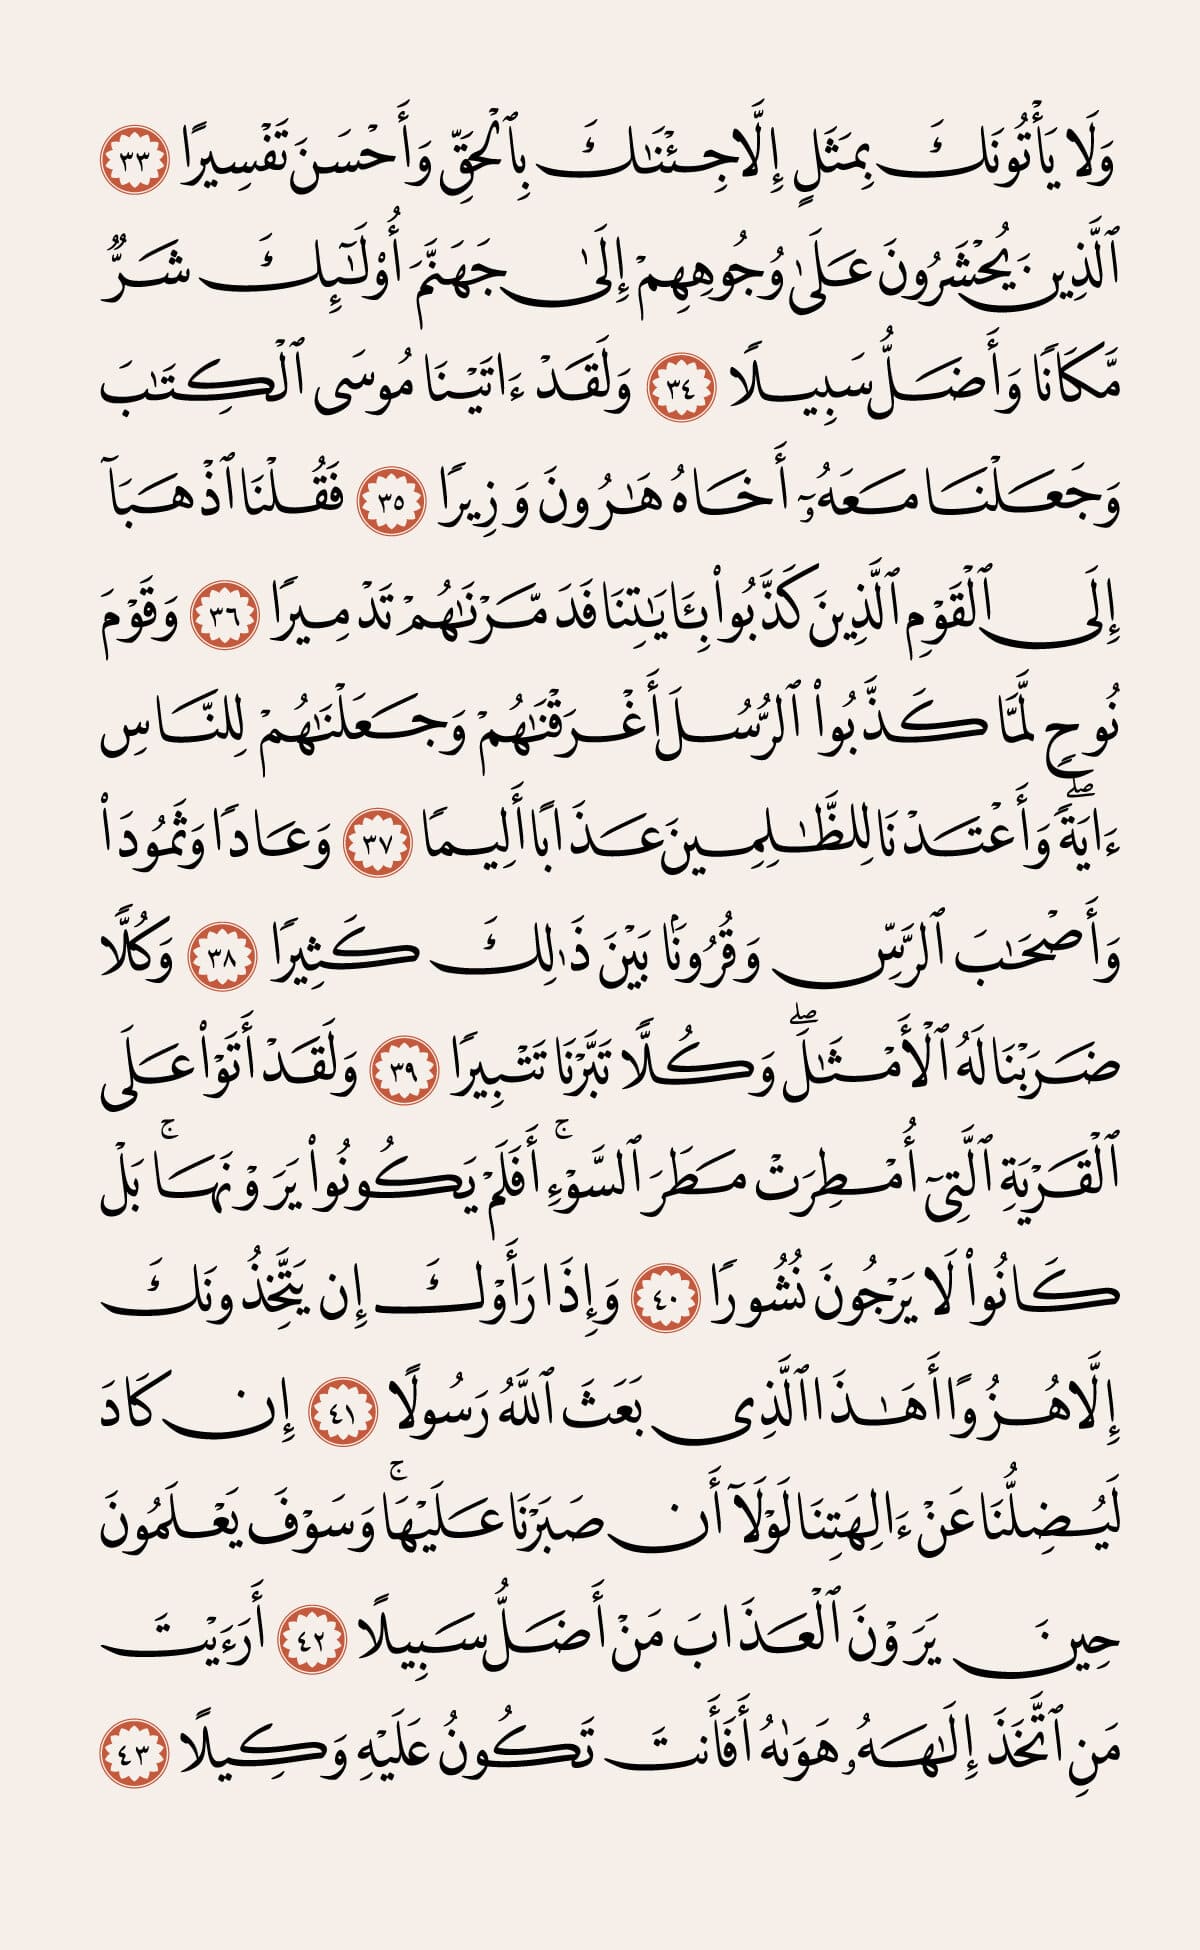 وَلَا يَأْتُونَكَ بِمَثَلٍ إِلَّا جِئْنَٰكَ بِٱلْحَقِّ وَأَحْسَنَ تَفْسِيرًا ٣٣
ٱلَّذِينَ يُحْشَرُونَ عَلَىٰ وُجُوهِهِمْ إِلَىٰ جَهَنَّمَ أُو۟لَٰٓئِكَ شَرٌّ
مَّكَانًا وَأَضَلُّ سَبِيلًا ٣٤ وَلَقَدْ ءَاتَيْنَا مُوسَى ٱلْكِتَٰبَ
وَجَعَلْنَا مَعَهُۥٓ أَخَاهُ هَٰرُونَ وَزِيرًا ٣٥ فَقُلْنَا ٱذْهَبَآ
إِلَى ٱلْقَوْمِ ٱلَّذِينَ كَذَّبُوا۟ بِـَٔايَٰتِنَا فَدَمَّرْنَٰهُمْ تَدْمِيرًا ٣٦ وَقَوْمَ
نُوحٍ لَّمَّا كَذَّبُوا۟ ٱلرُّسُلَ أَغْرَقْنَٰهُمْ وَجَعَلْنَٰهُمْ لِلنَّاسِ
ءَايَةً ۖ وَأَعْتَدْنَا لِلظَّٰلِمِينَ عَذَابًا أَلِيمًا ٣٧ وَعَادًا وَثَمُودَا۟
وَأَصْحَٰبَ ٱلرَّسِّ وَقُرُونًۢا بَيْنَ ذَٰلِكَ كَثِيرًا ٣٨ وَكُلًّا
ضَرَبْنَا لَهُ ٱلْأَمْثَٰلَ ۖ وَكُلًّا تَبَّرْنَا تَتْبِيرًا ٣٩ وَلَقَدْ أَتَوْا۟ عَلَى
ٱلْقَرْيَةِ ٱلَّتِىٓ أُمْطِرَتْ مَطَرَ ٱلسَّوْءِ ۚ أَفَلَمْ يَكُونُوا۟ يَرَوْنَهَا ۚ بَلْ
كَانُوا۟ لَا يَرْجُونَ نُشُورًا ٤٠ وَإِذَا رَأَوْكَ إِن يَتَّخِذُونَكَ
إِلَّا هُزُوًا أَهَٰذَا ٱلَّذِى بَعَثَ ٱللَّهُ رَسُولًا ٤١ إِن كَادَ
لَيُضِلُّنَا عَنْ ءَالِهَتِنَا لَوْلَآ أَن صَبَرْنَا عَلَيْهَا ۚ وَسَوْفَ يَعْلَمُونَ
حِينَ يَرَوْنَ ٱلْعَذَابَ مَنْ أَضَلُّ سَبِيلًا ٤٢ أَرَءَيْتَ
مَنِ ٱتَّخَذَ إِلَٰهَهُۥ هَوَىٰهُ أَفَأَنتَ تَكُونُ عَلَيْهِ وَكِيلًا ٤٣